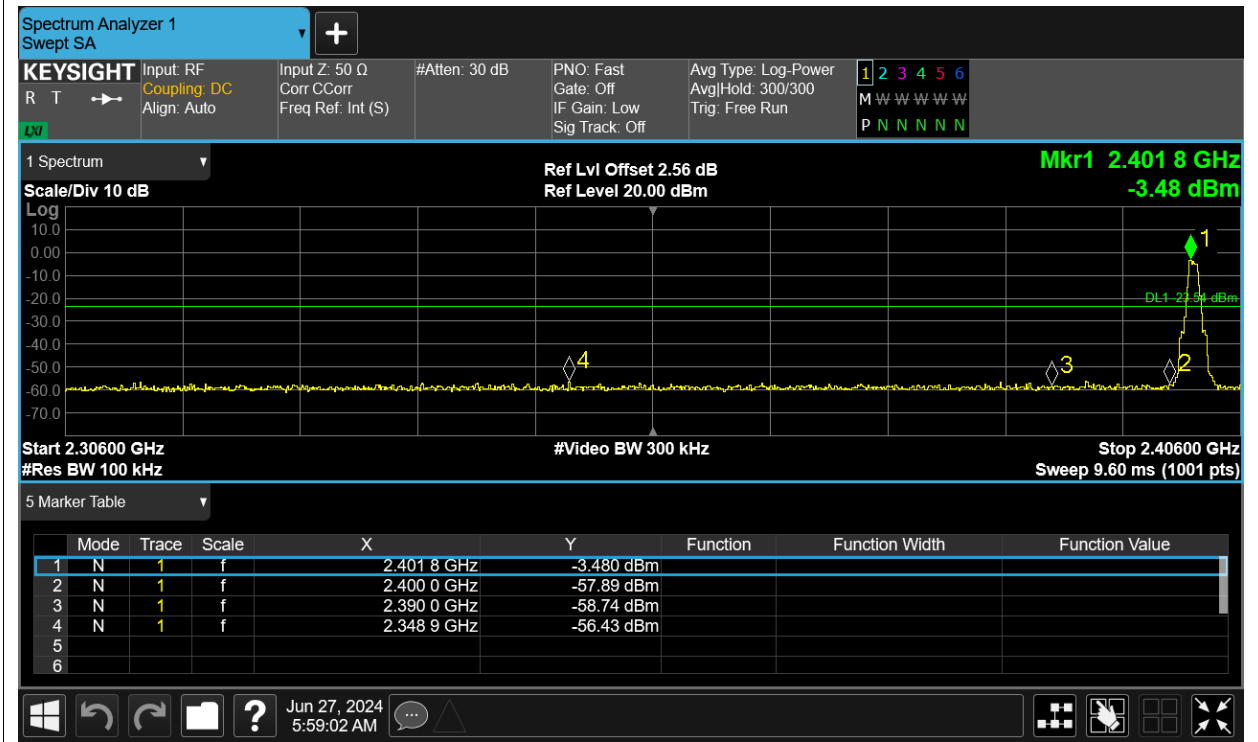 Spectrum Analyzer 1
Swept SA
+
KEYSIGHT Input: RF Input Z: 50 Ω #Atten: 30 dB PNO: Fast Avg Type: Log-Power 1 2 3 4 5 6
R T Coupling: DC Corr CCorr Gate: Off Avg|Hold: 300/300 M W W W W W
Align: Auto Freq Ref: Int (S) IF Gain: Low Trig: Free Run
LXI Sig Track: Off P N N N N N
1 Spectrum Ref Lvl Offset 2.56 dB Mkr1 2.401 8 GHz
Scale/Div 10 dB Ref Level 20.00 dBm -3.48 dBm
Log
10.0
1
0.00
-10.0
-20.0
DL1 -23.54 dBm
-30.0
-40.0
4
3
2
-50.0
-60.0
-70.0
Start 2.30600 GHz #Video BW 300 kHz Stop 2.40600 GHz
#Res BW 100 kHz Sweep 9.60 ms (1001 pts)
5 Marker Table
Mode Trace Scale X Y Function Function Width Function Value
1 N 1 f 2.401 8 GHz -3.480 dBm
2 N 1 f 2.400 0 GHz -57.89 dBm
3 N 1 f 2.390 0 GHz -58.74 dBm
4 N 1 f 2.348 9 GHz -56.43 dBm
5
6
? Jun 27, 2024
5:59:02 AM